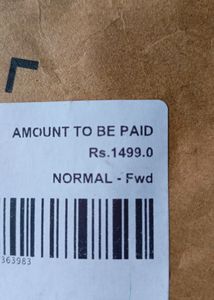 AMOUNT TO BE PAID
Rs.1499.0
NORMAL - Fwd
363983